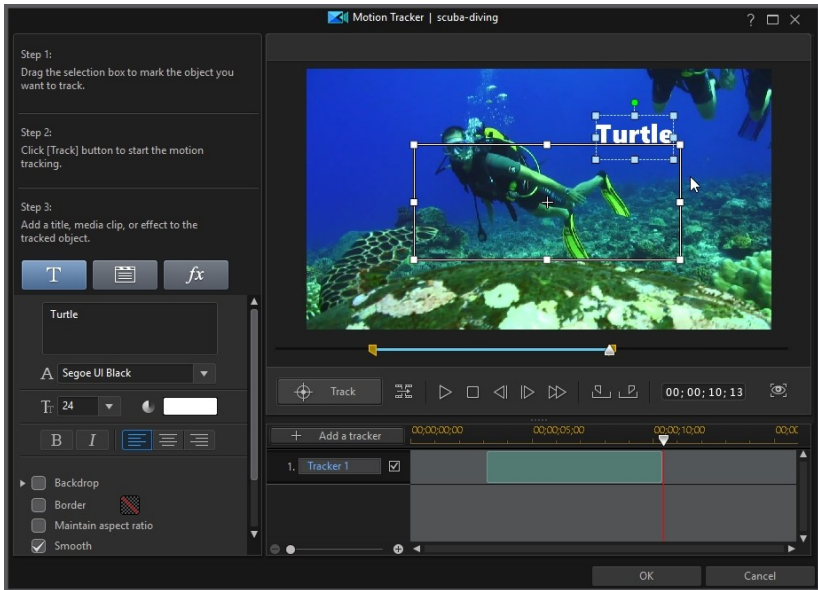 Motion Tracker | scuba-diving
?
Step 1:
Drag the selection box to mark the object you
want to track.
Step 2:
Click [Track] button to start the motion
tracking.
Step 3:
Add a title, media clip, or effect to the
tracked object.
T
fx
Turtle
A Segoe UI Black
TT 24
B I
Backdrop
Border
Maintain aspect ratio
Smooth
Turtle
Track
00;00;10;13
+ Add a tracker
00;00;00;00 00;00;05;00 00;00;10;00
1. Tracker 1
OK Cancel